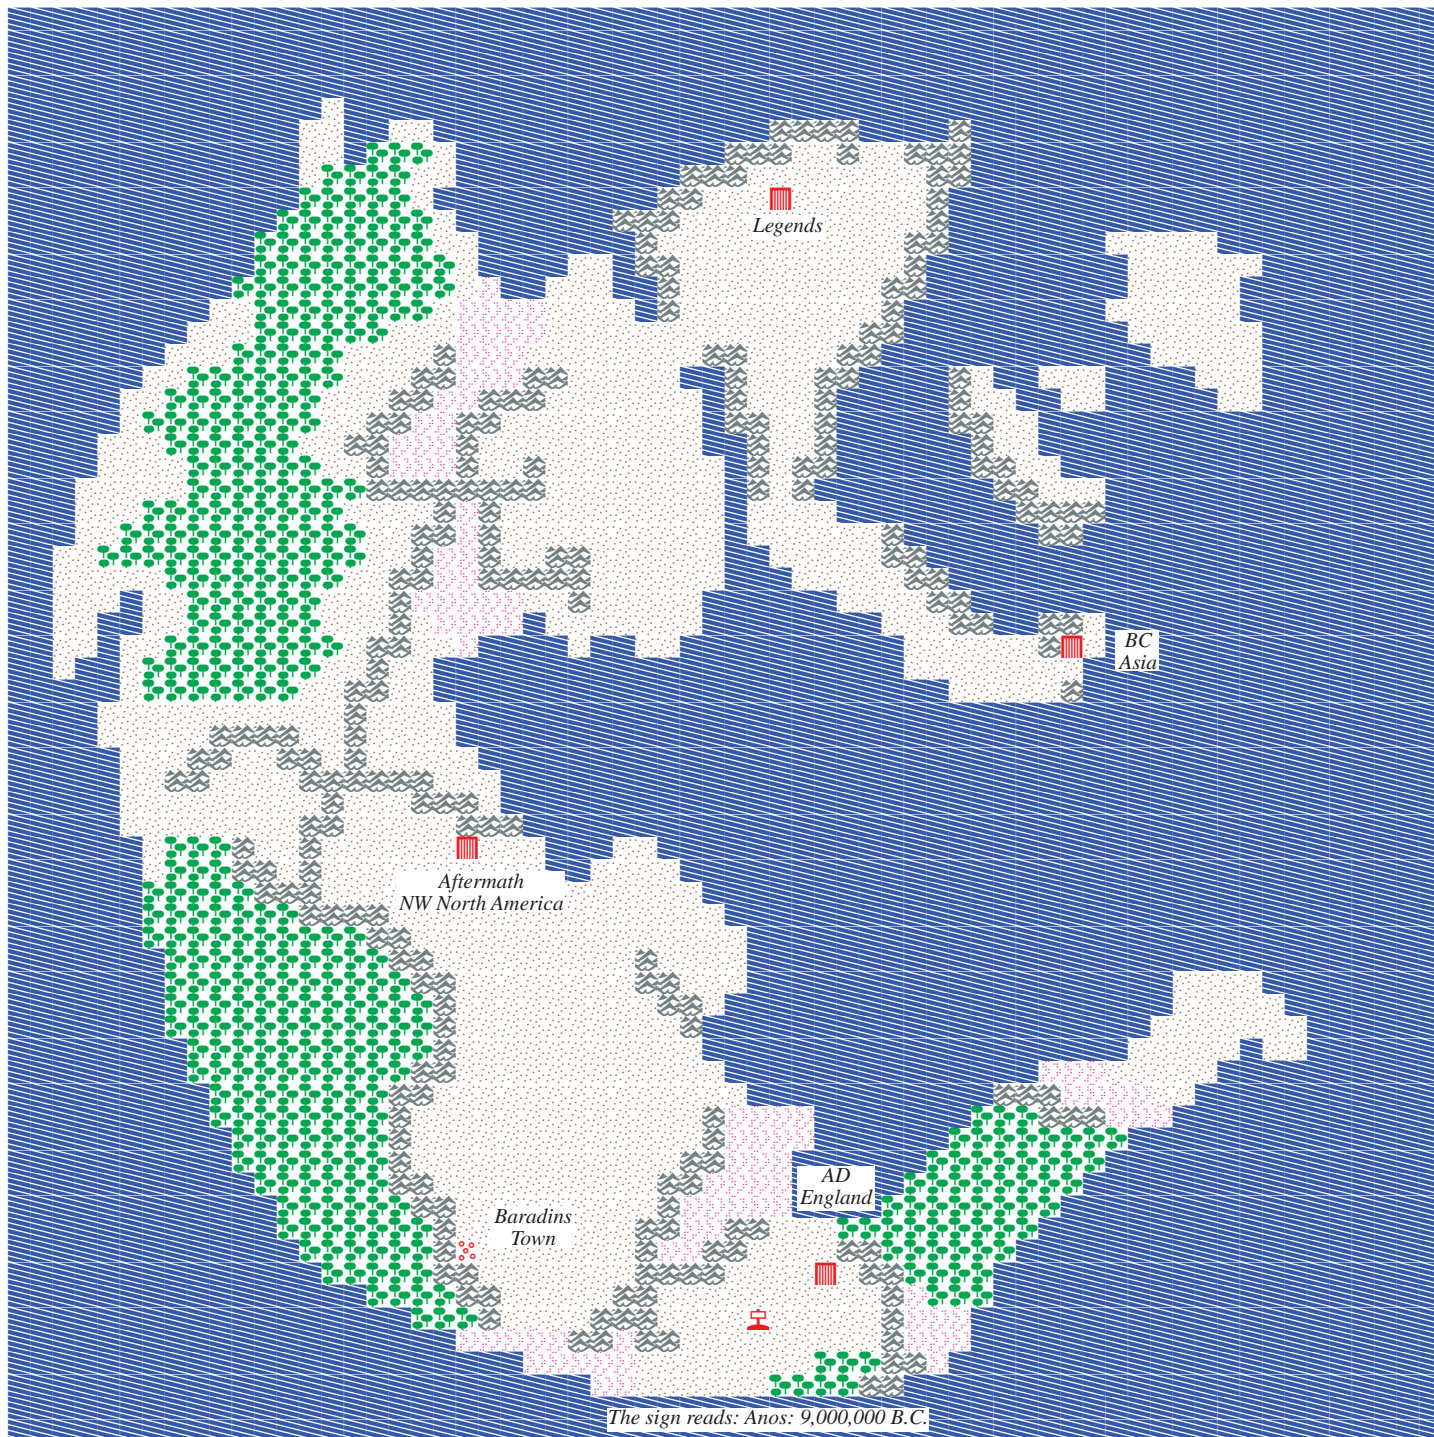 Legends
BC
Asia
Aftermath
NW North America
AD
England
Baradins
Town
The sign reads: Anos: 9,000,000 B.C.